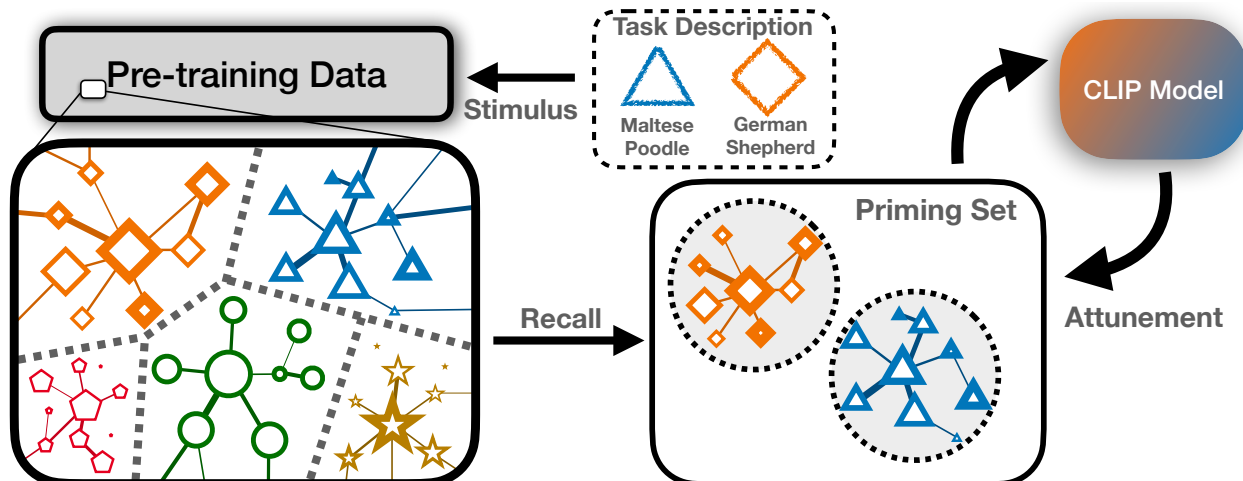 Task Description
Pre-training Data
CLIP Model
Stimulus
Maltese
Poodle
German
Shepherd
Priming Set
Recall
Attunement